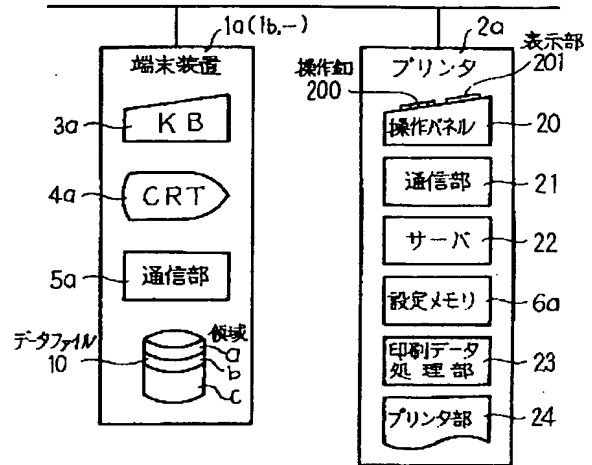 1a(1b,-)
端末装置
3a
KB
4a
CRT
5a
通信部
データファイル
10
領域
a
b
c
2a
プリンタ
操作釦
200
表示部
201
操作パネル
20
通信部
21
サーバ
22
設定メモリ
6a
印刷データ
処理部
23
プリンタ部
24